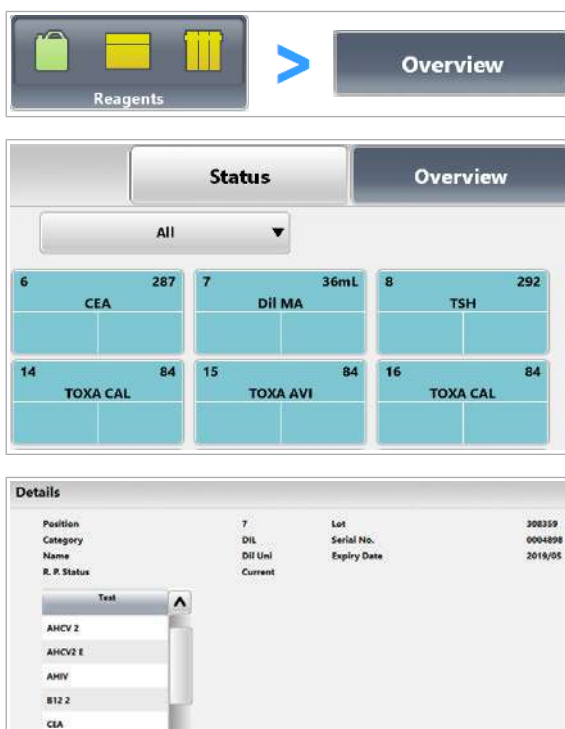 Reagents
>
Overview
Status
Overview
All
6 287 7 36mL 8 292
CEA Dil MA TSH
14 84 15 84 16 84
TOXA CAL TOXA AVI TOXA CAL
Details
Position 7 Lot 308359
Category DIL Serial No. 0004898
Name Dil Uni Expiry Date 2019/05
R. P. Status Current
Test
AHCV 2
AHCV2 E
AHIV
B12 2
CEA